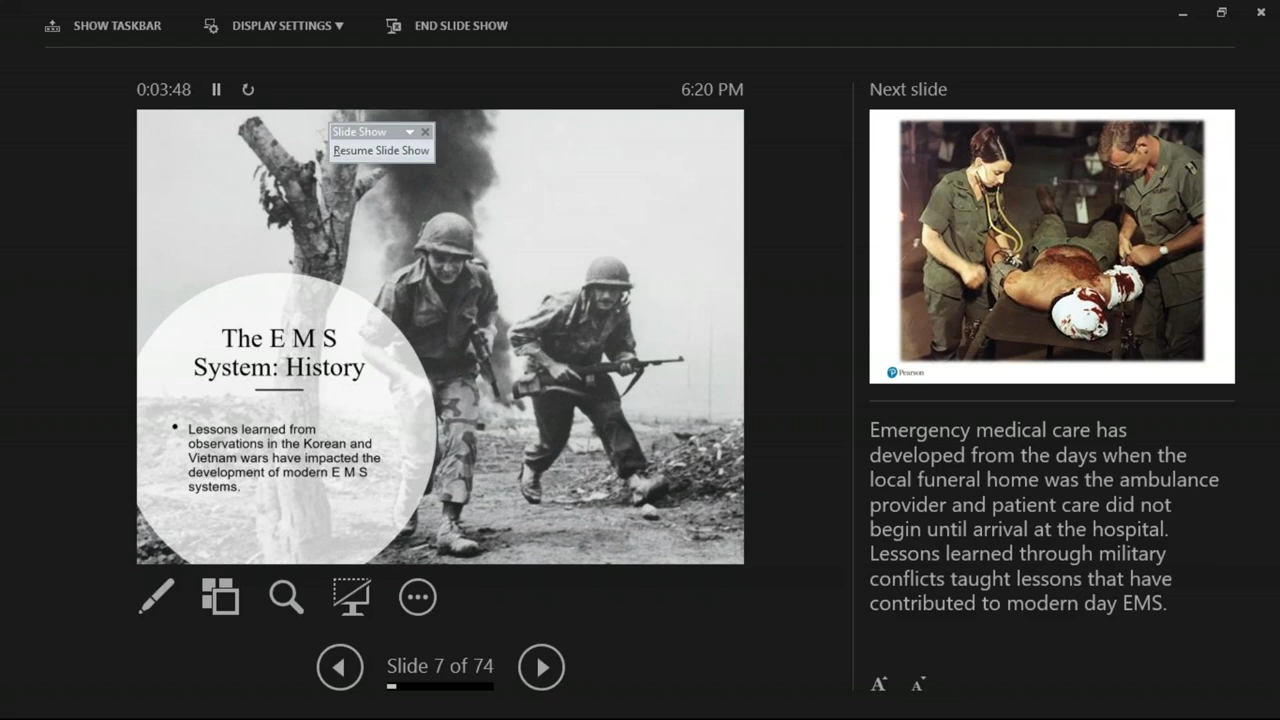 SHOW TASKBAR
DISPLAY SETTINGS
END SLIDE SHOW
0:03:48
6:20 PM
Slide Show
Resume Slide Show
The E M S
System: History
• Lessons learned from
observations in the Korean and
Vietnam wars have impacted the
development of modern E M S
systems.
Slide 7 of 74
Next slide
P Pearson
Emergency medical care has
developed from the days when the
local funeral home was the ambulance
provider and patient care did not
begin until arrival at the hospital.
Lessons learned through military
conflicts taught lessons that have
contributed to modern day EMS.
A A